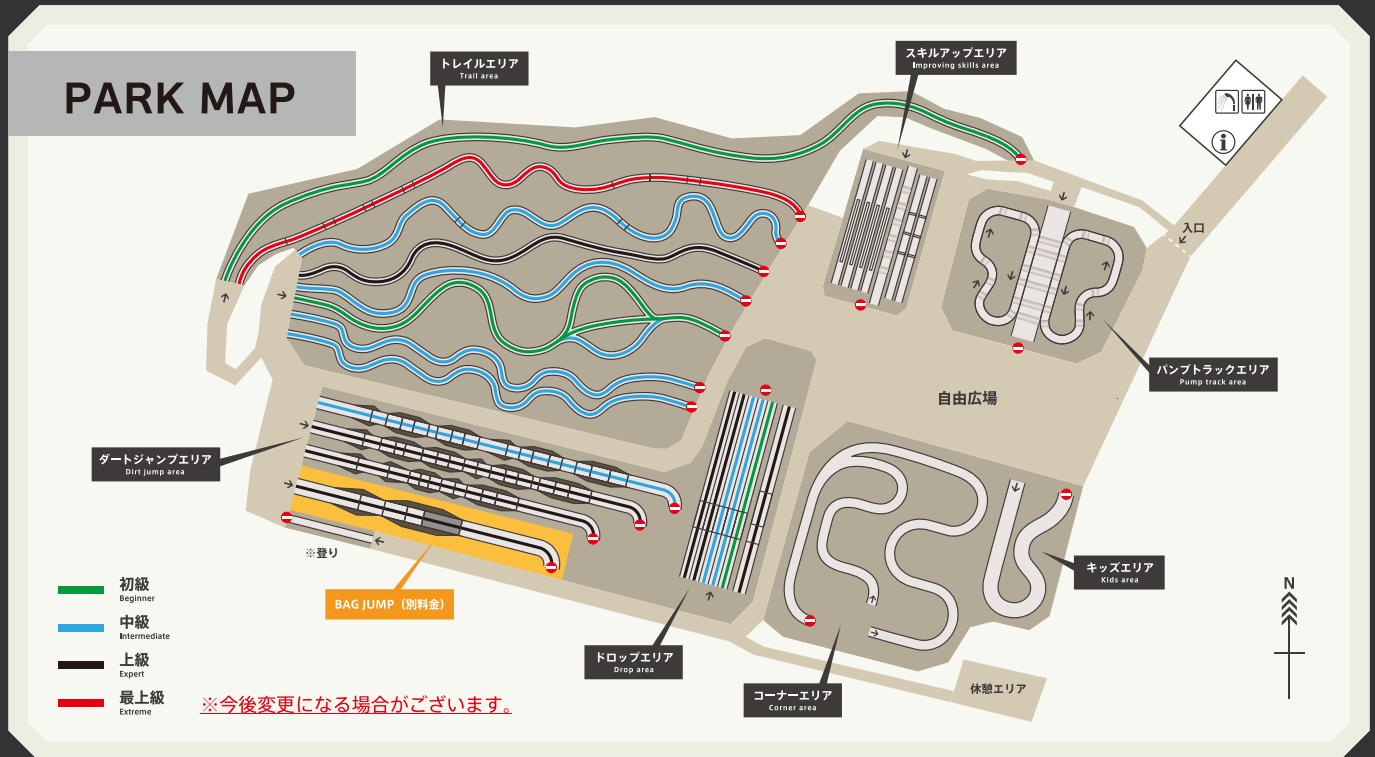 PARK MAP
トレイルエリア
Trail area
スキルアップエリア
Improving skills area
入口
パンプトラックエリア
Pump track area
自由広場
ダートジャンプエリア
Dirt jump area
※登り
キッズエリア
Kids area
BAG JUMP（別料金）
ドロップエリア
Drop area
コーナーエリア
Corner area
休憩エリア
N
初級
Beginner
中級
Intermediate
上級
Expert
最上級
Extreme
※今後変更になる場合がございます。